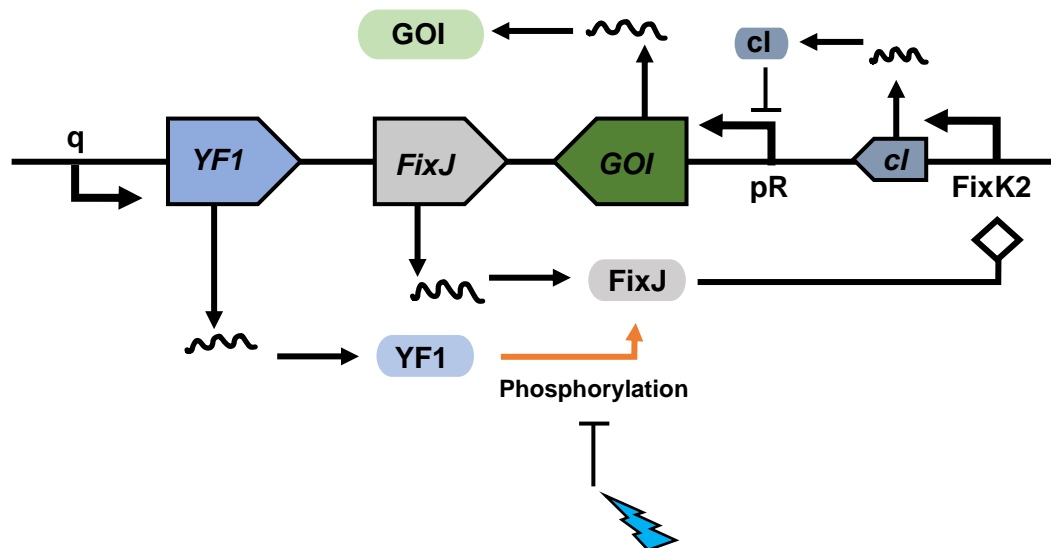 GOI
cI
q
YF1
FixJ
GOI
cI
pR
FixK2
FixJ
YF1
Phosphorylation